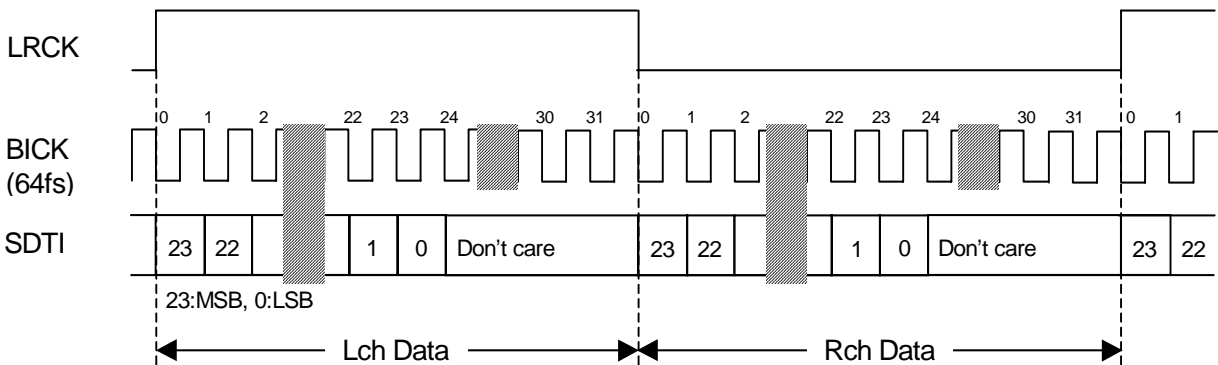 LRCK
0 1 2 22 23 24 30 31 0 1 2 22 23 24 30 31 0 1
BICK
(64fs)
SDTI
23 22 1 0 Don't care 23 22 1 0 Don't care 23 22
23:MSB, 0:LSB
Lch Data Rch Data